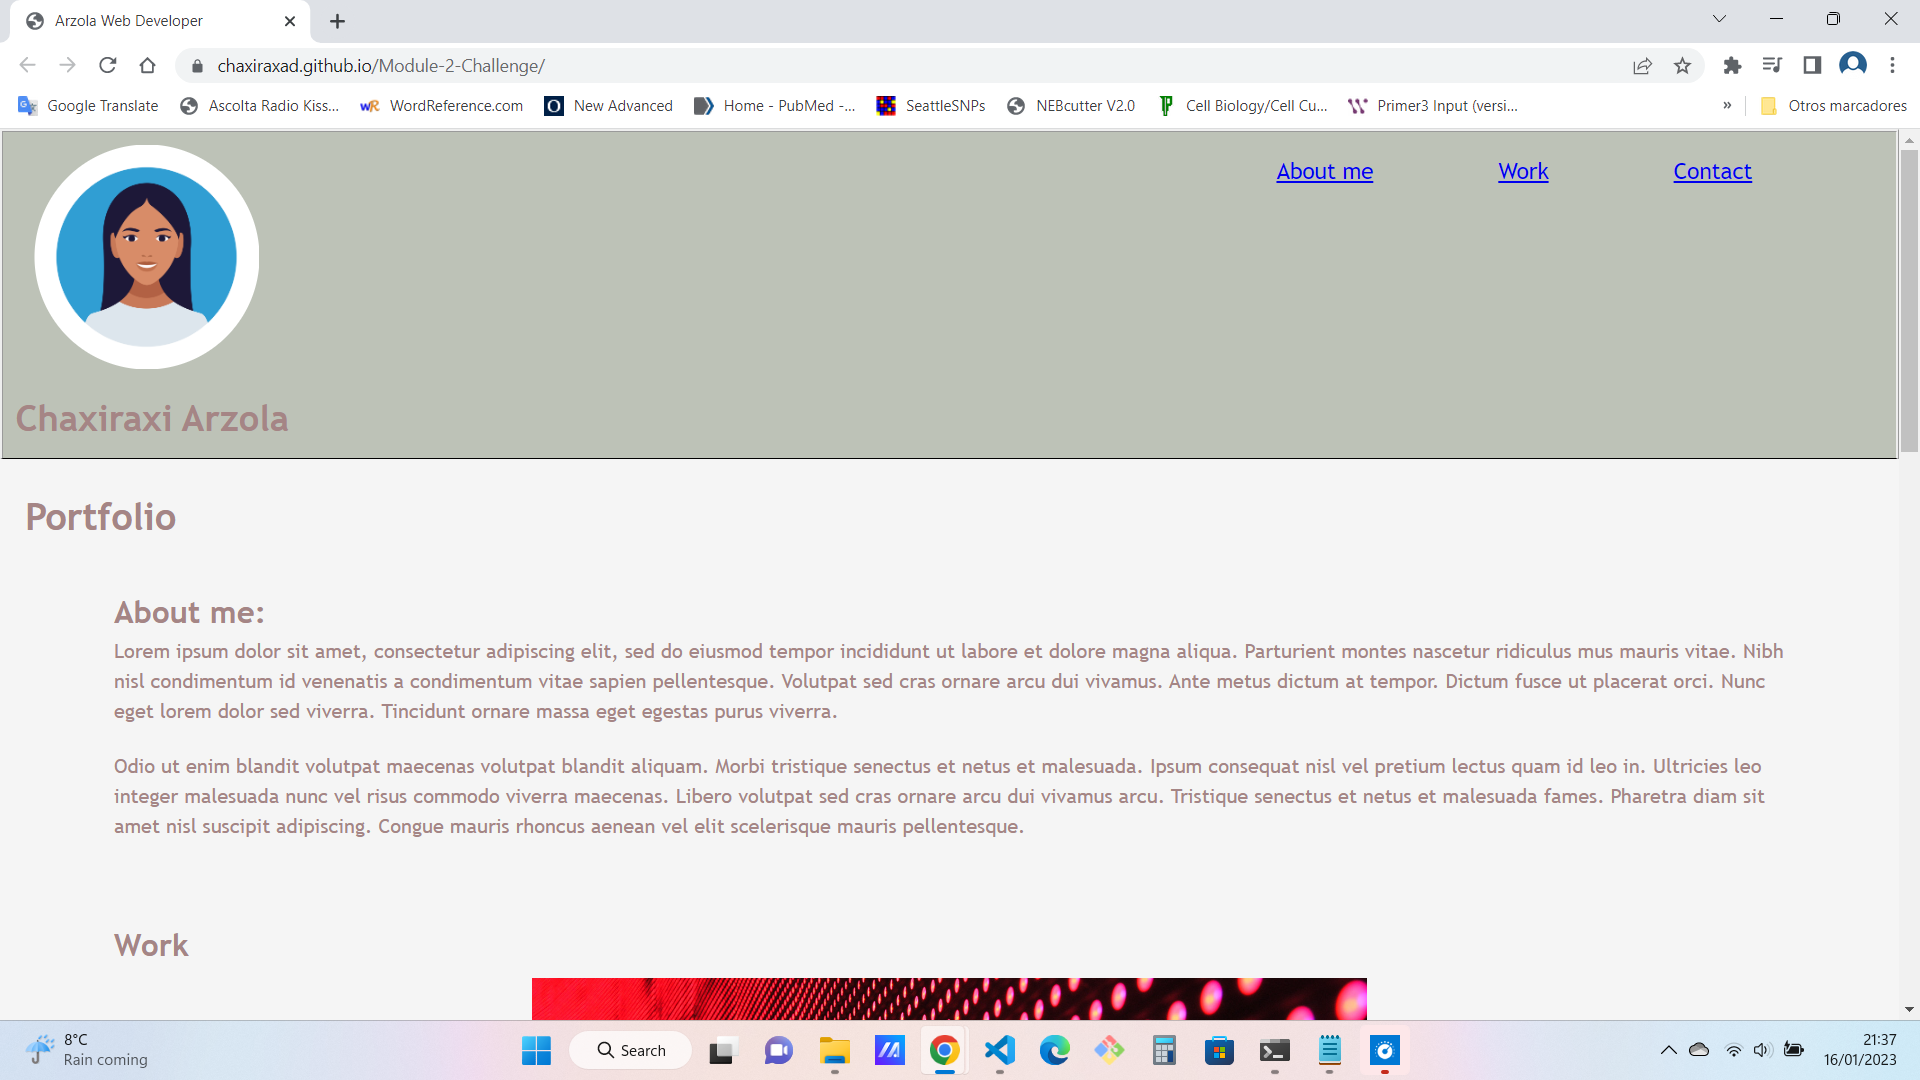 Arzola Web Developer
chaxiraxad.github.io/Module-2-Challenge/
Google Translate
Ascolta Radio Kiss...
WordReference.com
New Advanced
Home - PubMed -...
SeattleSNPs
NEBcutter V2.0
Cell Biology/Cell Cu...
Primer3 Input (versi...
»
Otros marcadores
About me
Work
Contact
Chaxiraxi Arzola
Portfolio
About me:
Lorem ipsum dolor sit amet, consectetur adipiscing elit, sed do eiusmod tempor incididunt ut labore et dolore magna aliqua. Parturient montes nascetur ridiculus mus mauris vitae. Nibh
nisl condimentum id venenatis a condimentum vitae sapien pellentesque. Volutpat sed cras ornare arcu dui vivamus. Ante metus dictum at tempor. Dictum fusce ut placerat orci. Nunc
eget lorem dolor sed viverra. Tincidunt ornare massa eget egestas purus viverra.
Odio ut enim blandit volutpat maecenas volutpat blandit aliquam. Morbi tristique senectus et netus et malesuada. Ipsum consequat nisl vel pretium lectus quam id leo in. Ultricies leo
integer malesuada nunc vel risus commodo viverra maecenas. Libero volutpat sed cras ornare arcu dui vivamus arcu. Tristique senectus et netus et malesuada fames. Pharetra diam sit
amet nisl suscipit adipiscing. Congue mauris rhoncus aenean vel elit scelerisque mauris pellentesque.
Work
8°C
Rain coming
Search
21:37
16/01/2023